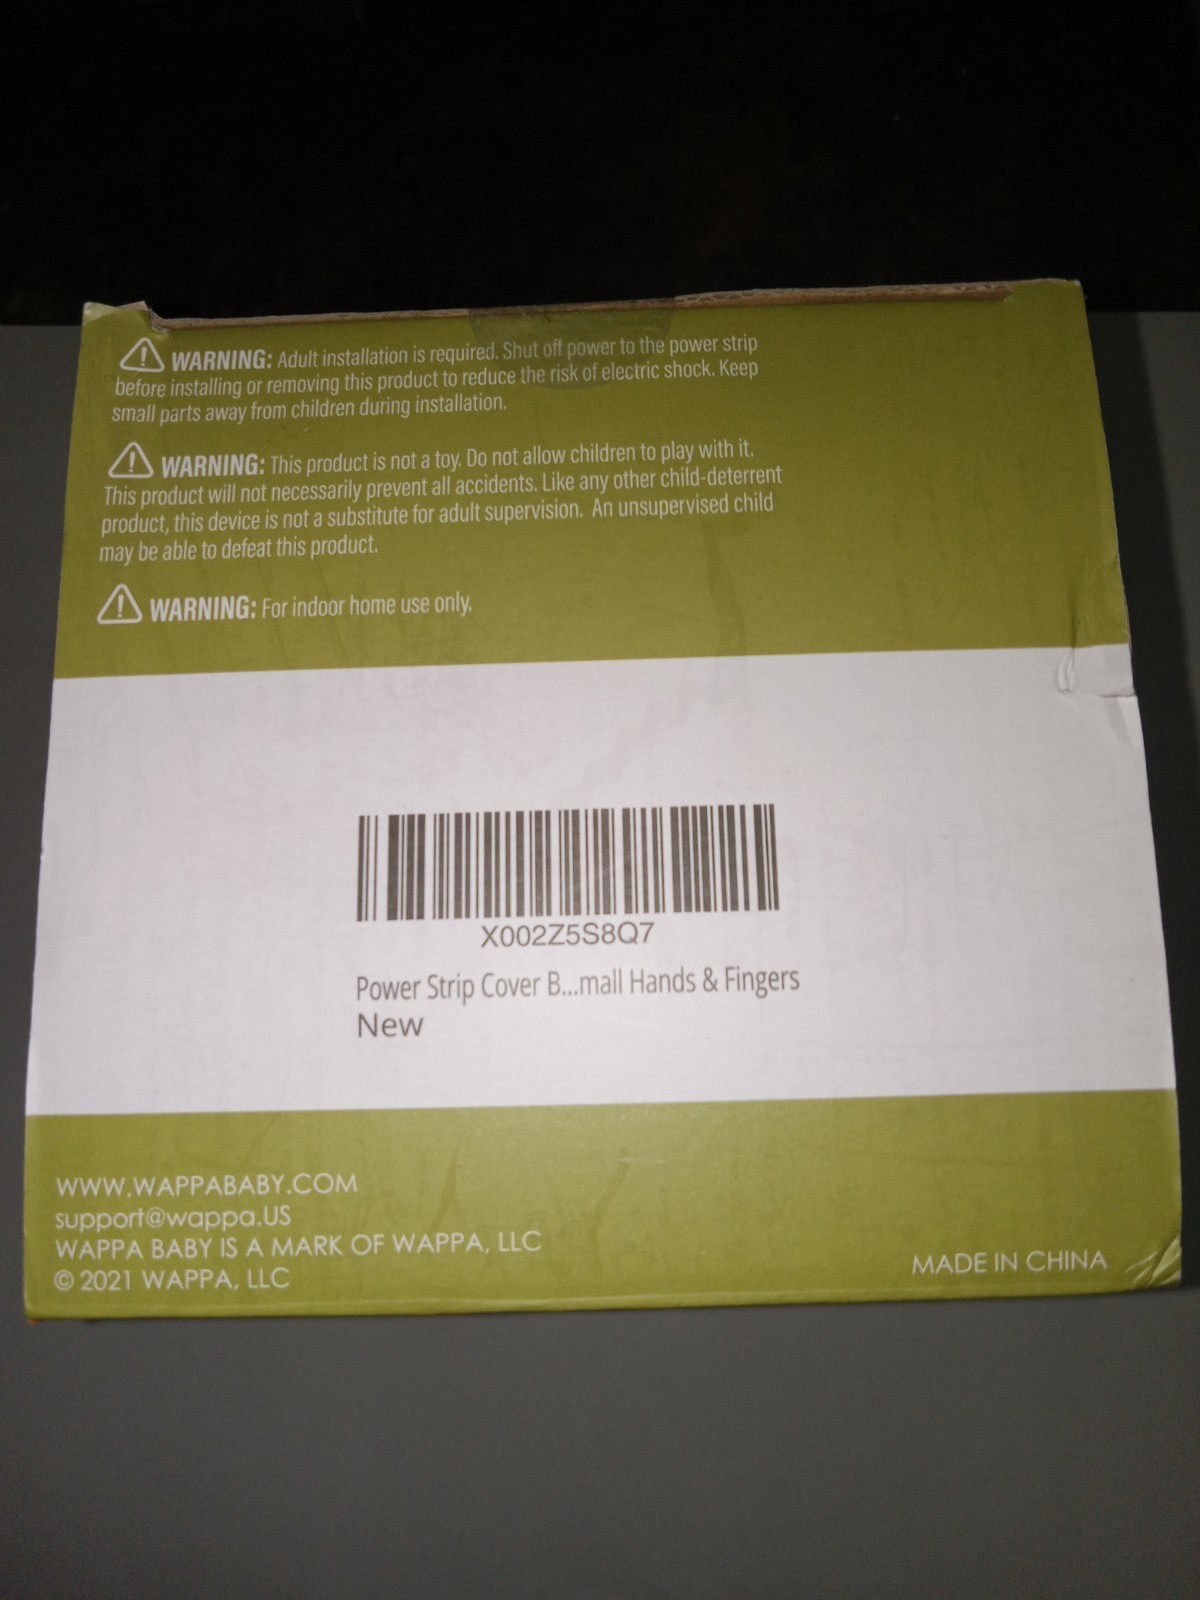 WARNING: Adult installation is required. Shut off power to the power strip
before installing or removing this product to reduce the risk of electric shock. Keep
small parts away from children during installation.
WARNING: This product is not a toy. Do not allow children to play with it.
This product will not necessarily prevent all accidents. Like any other child-deterrent
product, this device is not a substitute for adult supervision. An unsupervised child
may be able to defeat this product.
WARNING: For indoor home use only.
X002Z5S8Q7
Power Strip Cover B...mall Hands & Fingers
New
WWW.WAPPABABY.COM
support@wappa.US
WAPPA BABY IS A MARK OF WAPPA, LLC
© 2021 WAPPA, LLC
MADE IN CHINA